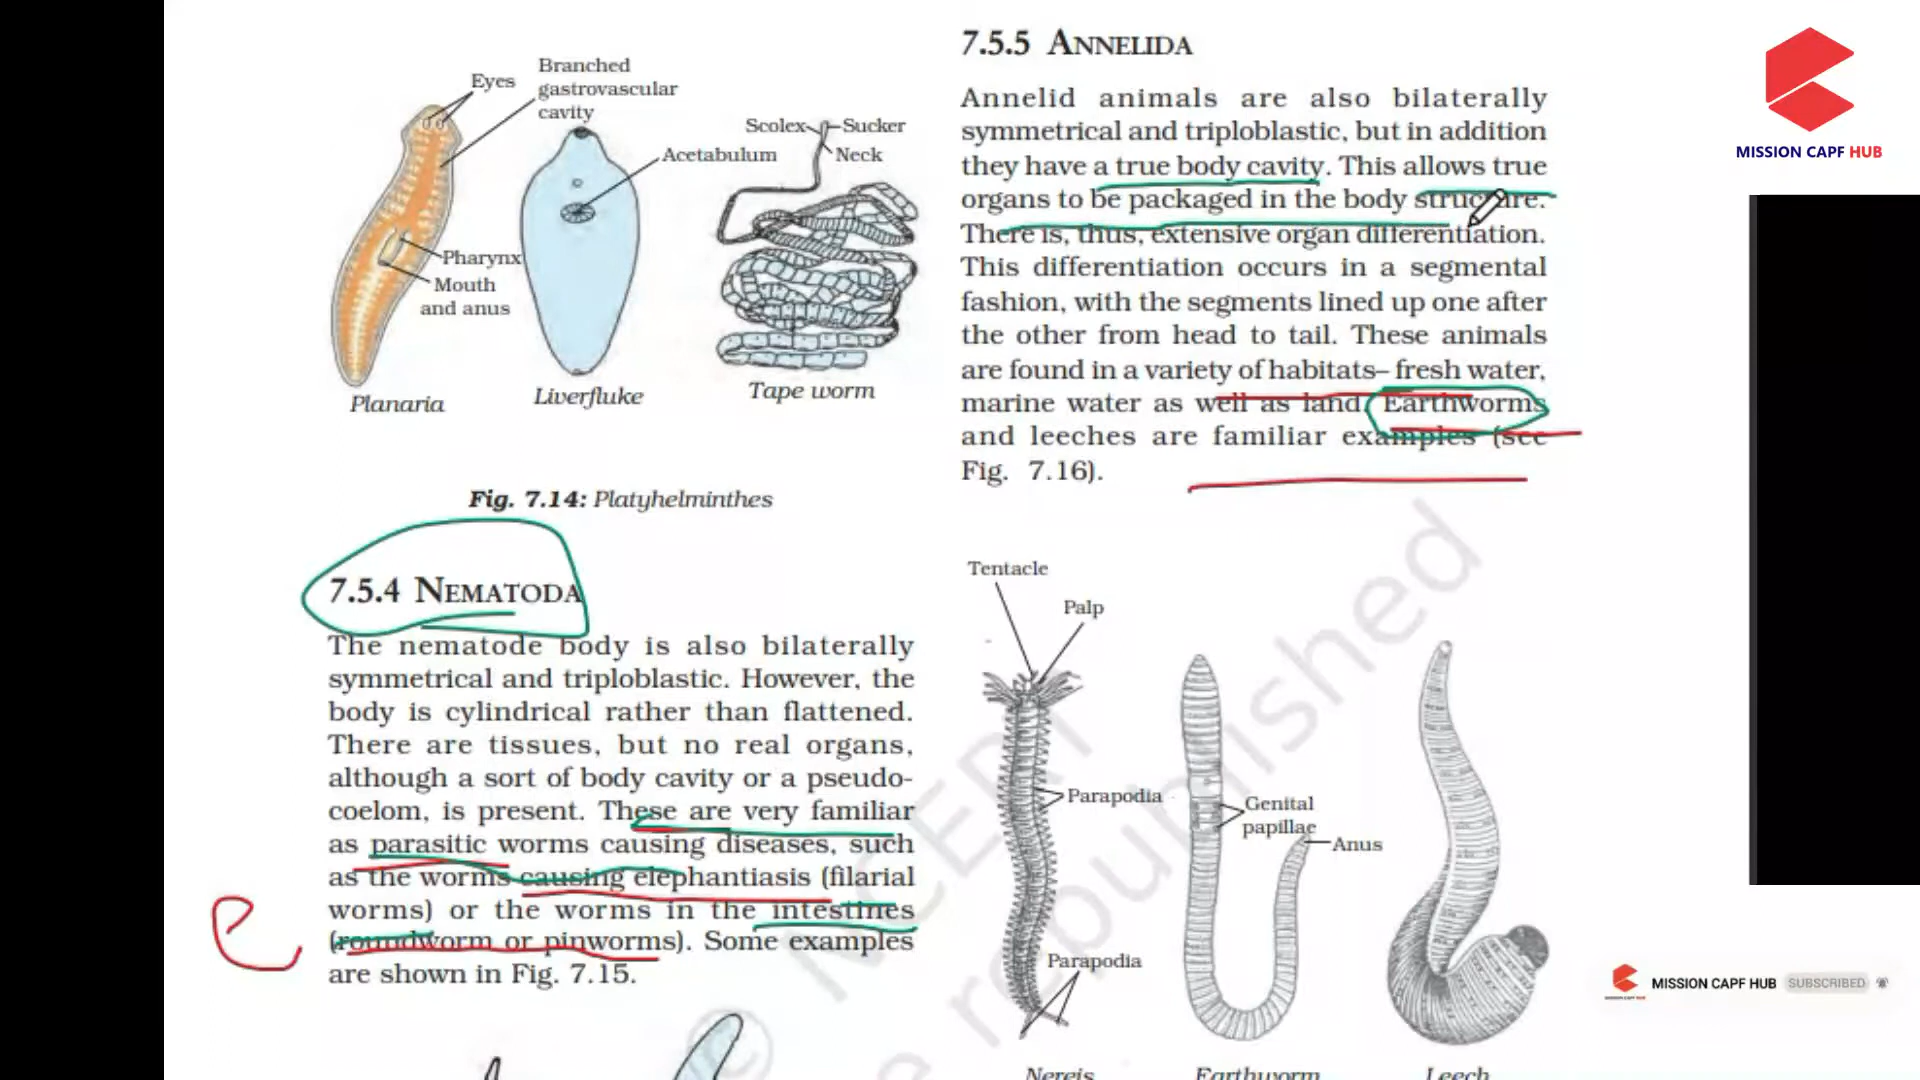 Eyes
Branched
gastrovascular
cavity
Acetabulum
Scolex
Sucker
Neck
Pharynx
Mouth
and anus
Planaria
Liverfluke
Tape worm
Fig. 7.14: Platyhelminthes
7.5.4 NEMATODA
The nematode body is also bilaterally
symmetrical and triploblastic. However, the
body is cylindrical rather than flattened.
There are tissues, but no real organs,
although a sort of body cavity or a pseudo-
coelom, is present. These are very familiar
as parasitic worms causing diseases, such
as the worms causing elephantiasis (filarial
worms) or the worms in the intestines
(roundworm or pinworms). Some examples
are shown in Fig. 7.15.
e
7.5.5 ANNELIDA
Annelid animals are also bilaterally
symmetrical and triploblastic, but in addition
they have a true body cavity. This allows true
organs to be packaged in the body structure.
There is, thus, extensive organ differentiation.
This differentiation occurs in a segmental
fashion, with the segments lined up one after
the other from head to tail. These animals
are found in a variety of habitats– fresh water,
marine water as well as land. Earthworms
and leeches are familiar examples (see
Fig. 7.16).
Tentacle
Palp
Parapodia
Genital
papillae
Anus
Parapodia
Nereis
Earthworm
Leech
© NCERT
republished
MISSION CAPF HUB
MISSION CAPF HUB SUBSCRIBED